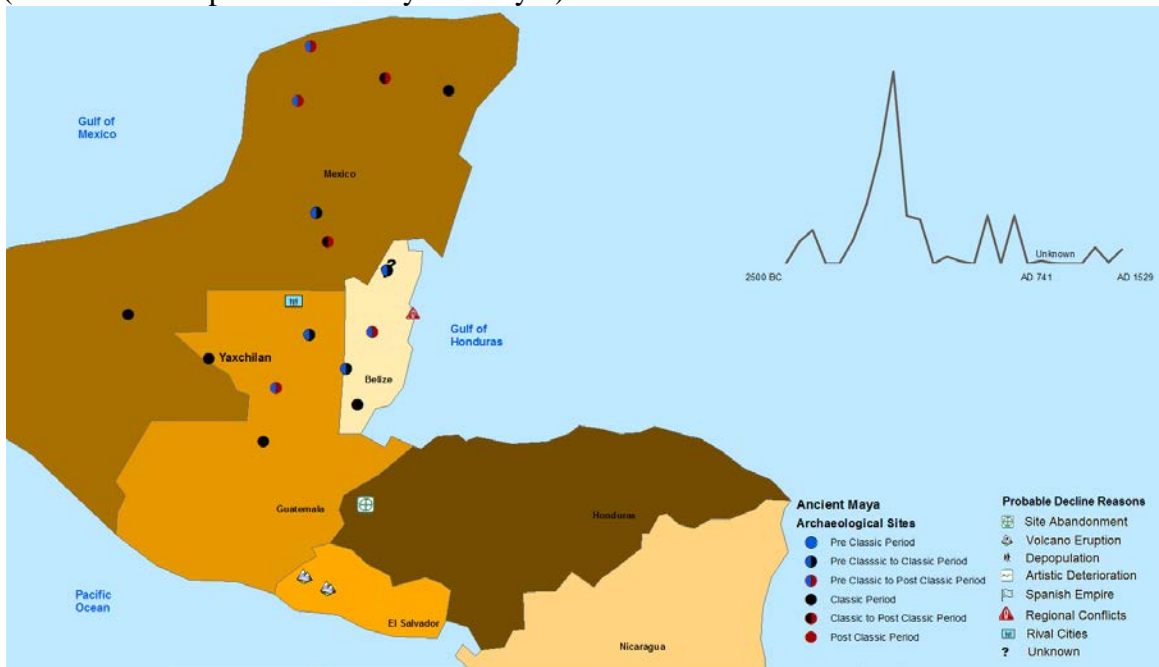 Gulf of
Mexico
Mexico
Unknown
2500 BC
AD 741
AD 1529
?
Gulf of
Honduras
Yaxchilan
Belize
Guatemala
Honduras
Pacific
Ocean
El Salvador
Nicaragua
Ancient Maya
Archaeological Sites
Pre Classic Period
Pre Classsic to Classic Period
Pre Classic to Post Classic Period
Classic Period
Classic to Post Classic Period
Post Classic Period
Probable Decline Reasons
Site Abandonment
Volcano Eruption
Depopulation
Artistic Deterioration
Spanish Empire
Regional Conflicts
Rival Cities
? Unknown